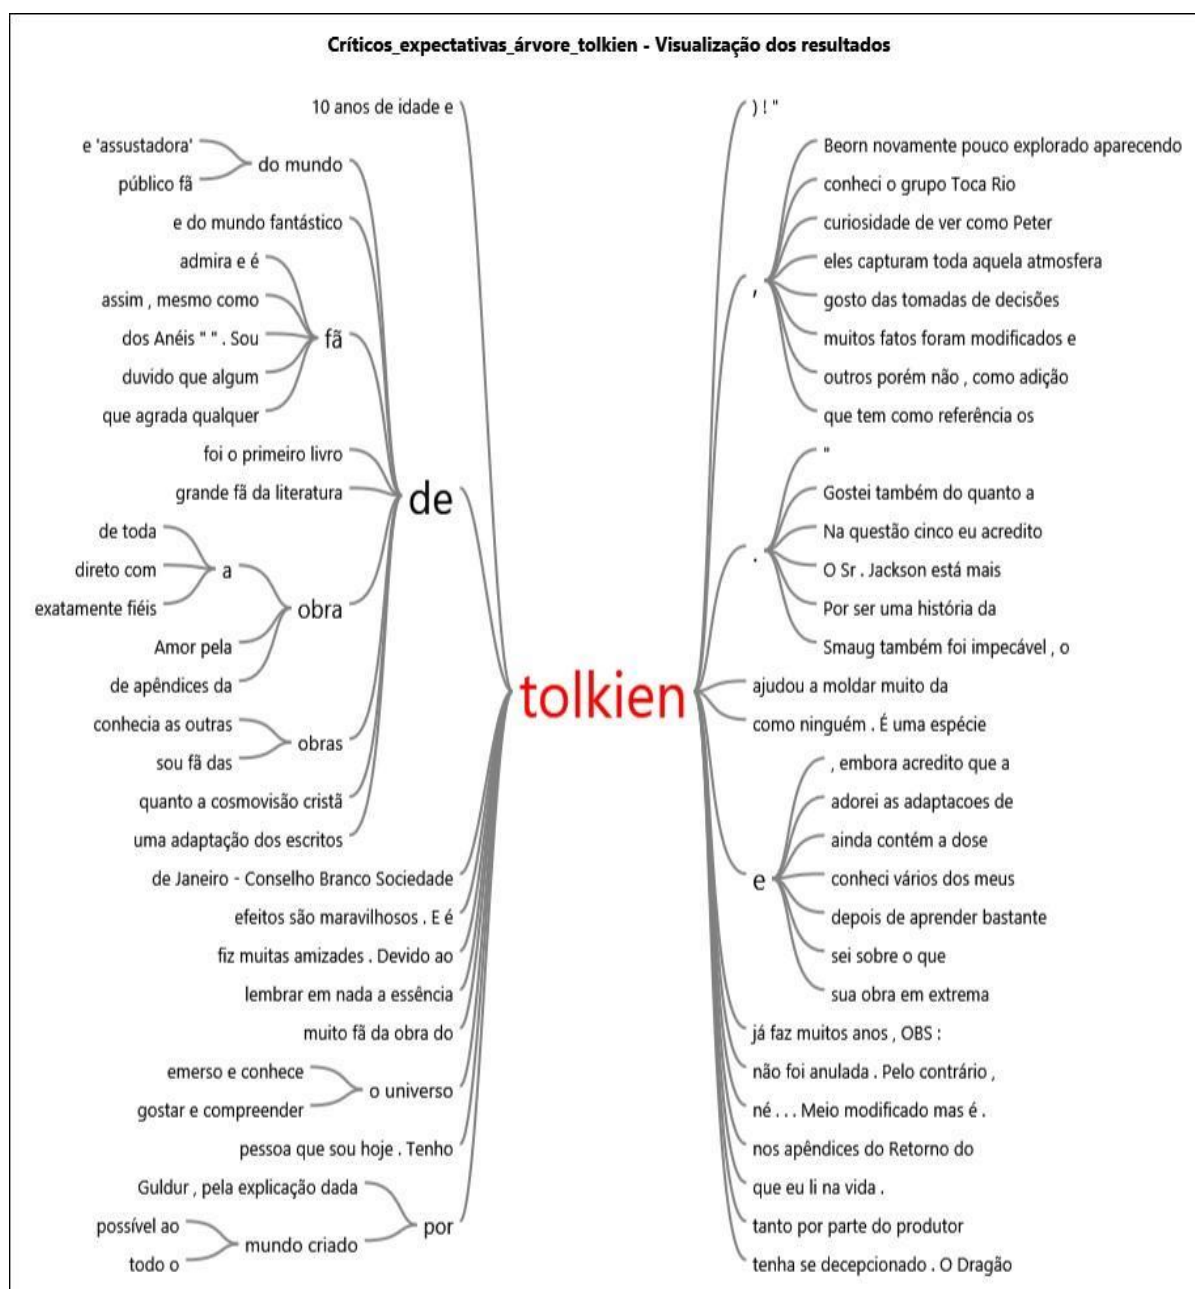 Críticos_expectativas_árvore_tolkien - Visualização dos resultados
10 anos de idade e
e 'assustadora'
público fã
do mundo
e do mundo fantástico
admira e é
assim , mesmo como
dos Anéis " " . Sou
duvido que algum
que agrada qualquer
fã
foi o primeiro livro
grande fã da literatura
de
de toda
direto com
exatamente fiéis
a
obra
Amor pela
de apêndices da
conhecia as outras
sou fã das
obras
quanto a cosmovisão cristã
uma adaptação dos escritos
de Janeiro - Conselho Branco Sociedade
efeitos são maravilhosos . E é
fiz muitas amizades . Devido ao
lembrar em nada a essência
muito fã da obra do
emerso e conhece
gostar e compreender
o universo
pessoa que sou hoje . Tenho
Guldur , pela explicação dada
possível ao
todo o
mundo criado
por
tolkien
) ! "
,
Beorn novamente pouco explorado aparecendo
conheci o grupo Toca Rio
curiosidade de ver como Peter
eles capturam toda aquela atmosfera
gosto das tomadas de decisões
muitos fatos foram modificados e
outros porém não , como adição
que tem como referência os
.
"
Gostei também do quanto a
Na questão cinco eu acredito
O Sr . Jackson está mais
Por ser uma história da
Smaug também foi impecável , o
ajudou a moldar muito da
como ninguém . É uma espécie
e
, embora acredito que a
adorei as adaptacoes de
ainda contém a dose
conheci vários dos meus
depois de aprender bastante
sei sobre o que
sua obra em extrema
já faz muitos anos , OBS :
não foi anulada . Pelo contrário ,
né . . . Meio modificado mas é .
nos apêndices do Retorno do
que eu li na vida .
tanto por parte do produtor
tenha se decepcionado . O Dragão